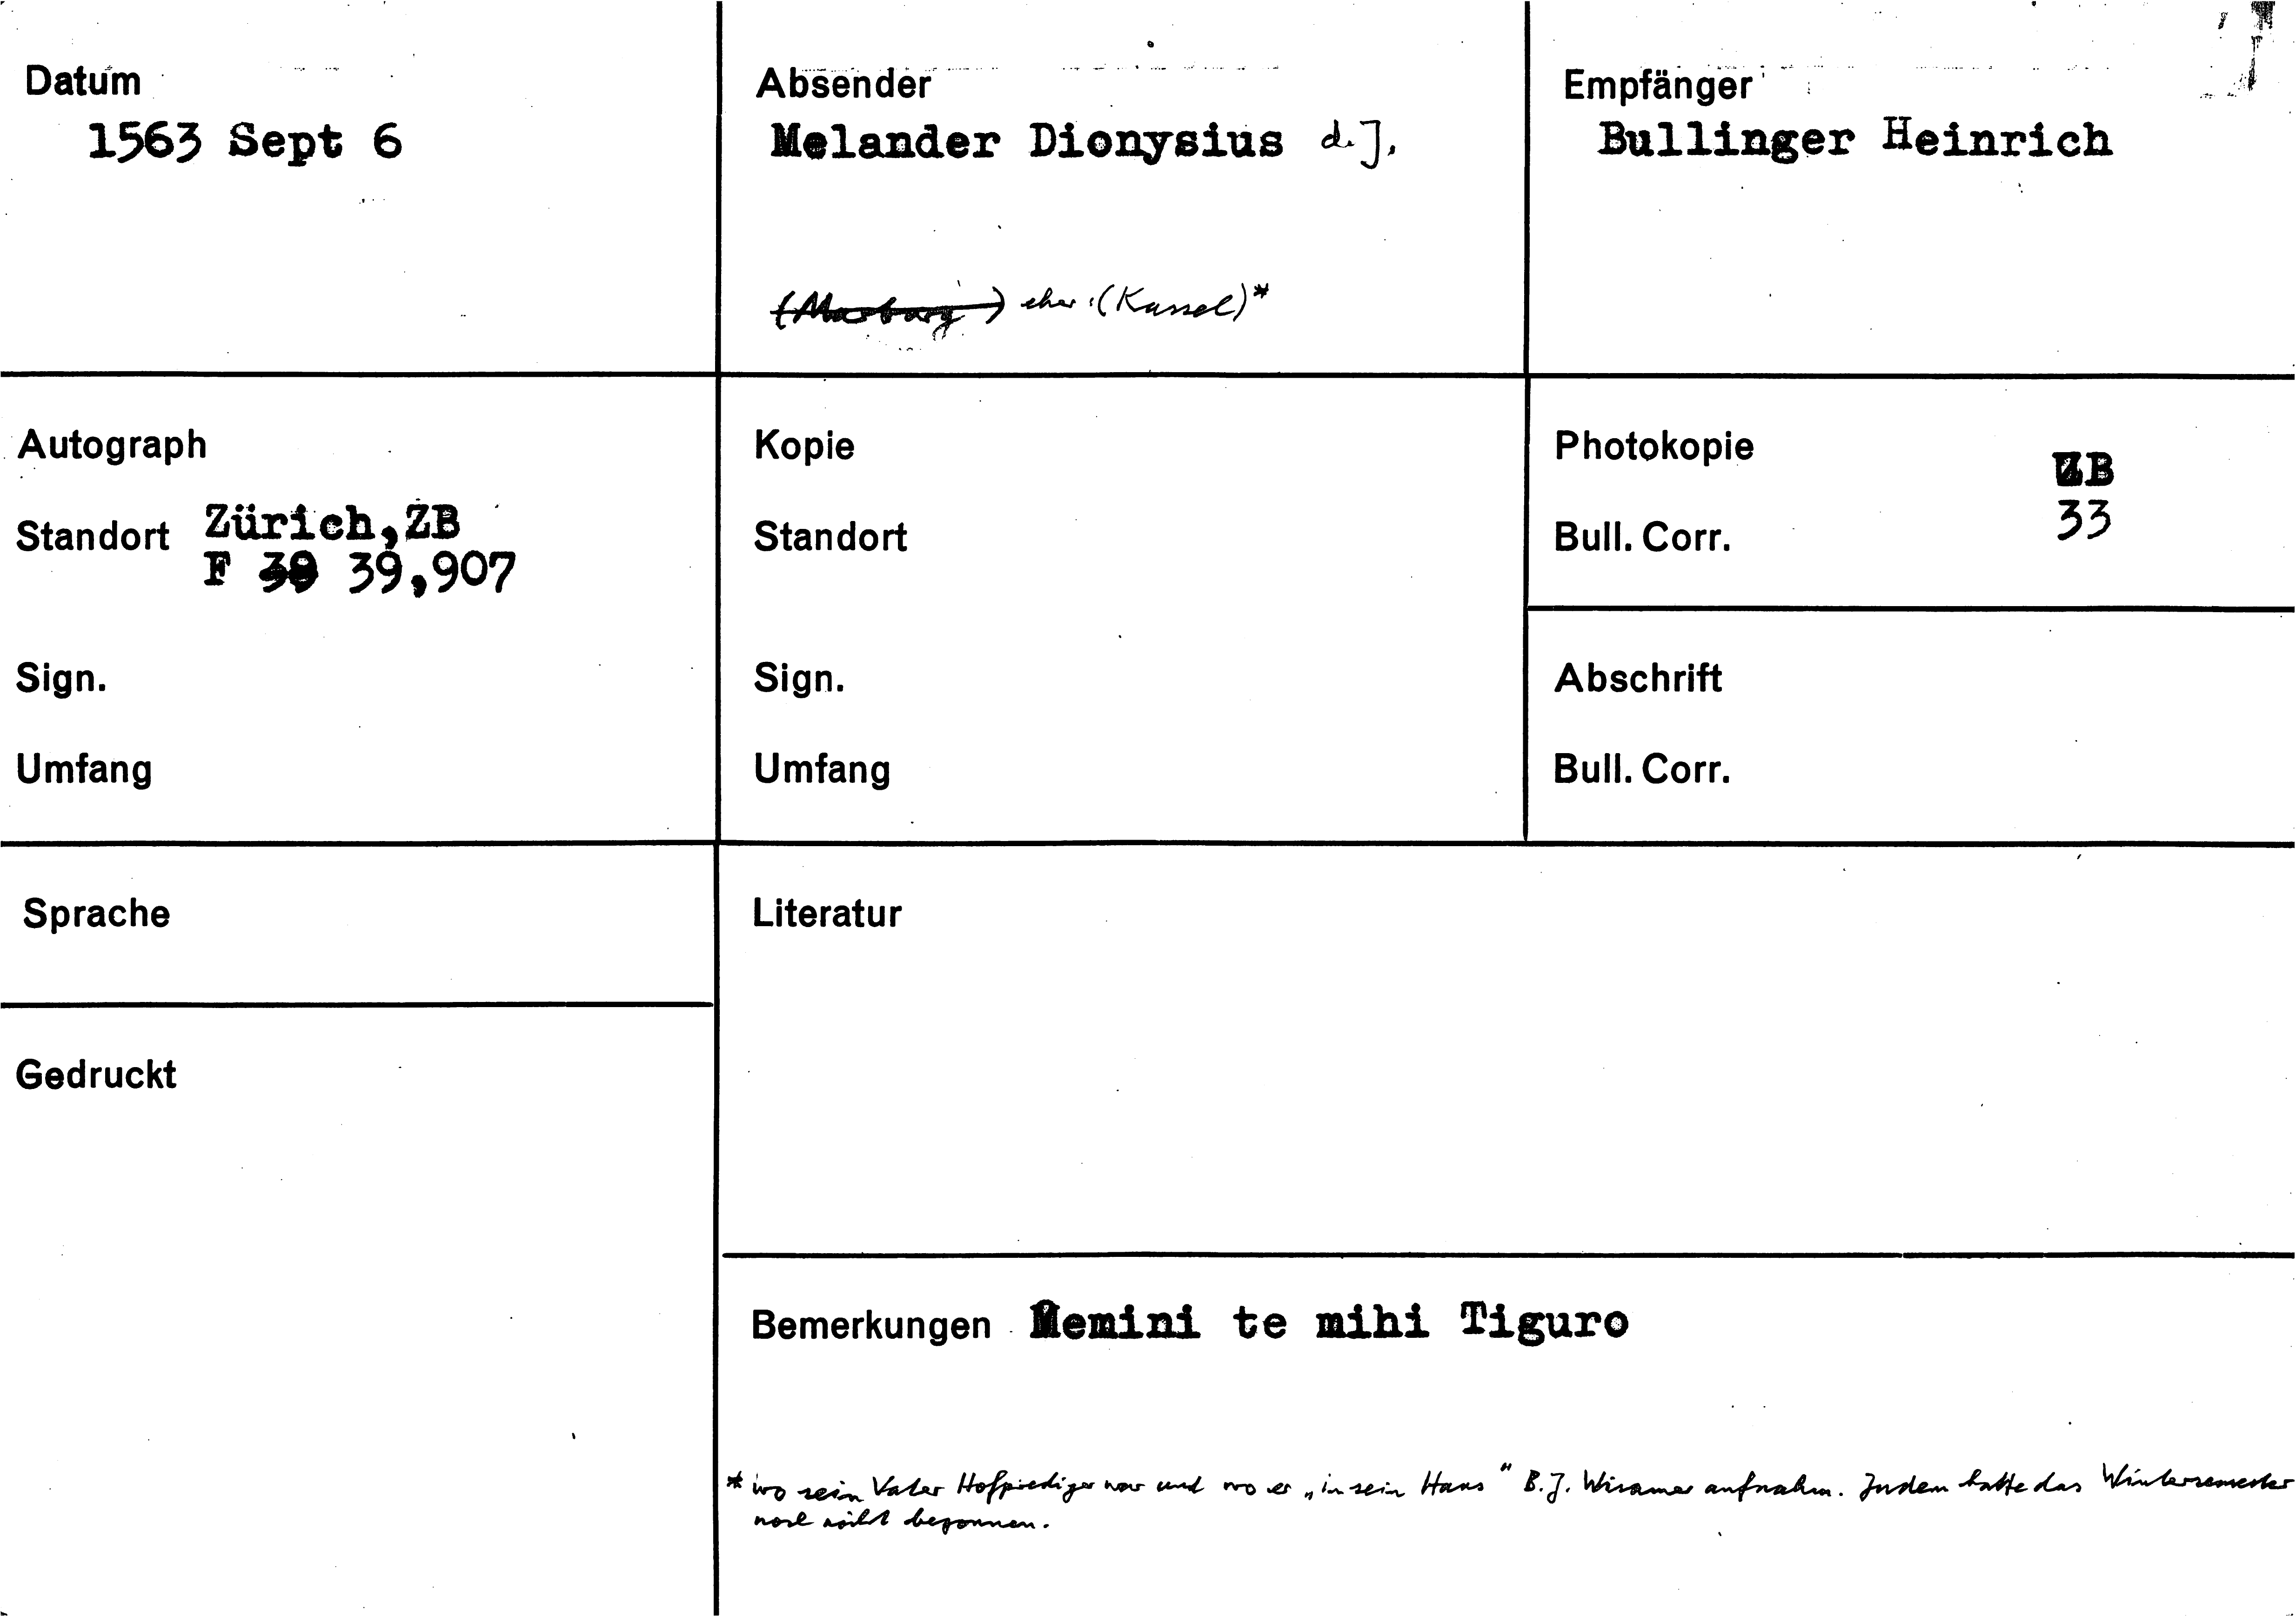 Datum
1563 Sept 6
Absender
Melander Dionysius d. J.
(Marburg) eher: (Kassel)*
Empfänger
Bullinger Heinrich
Autograph
Standort Zürich,ZB
F 39,907
Sign.
Umfang
Kopie
Standort
Sign.
Umfang
Photokopie
ZB
Bull. Corr. 33
Abschrift
Bull. Corr.
Sprache
Gedruckt
Literatur
Bemerkungen Memini te mihi Tiguro
* wo sein Vater Hofprediger war und wo er „in sein Haus" B.J. aufnahm. Zudem hatte das Wintersemester
noch nicht begonnen.